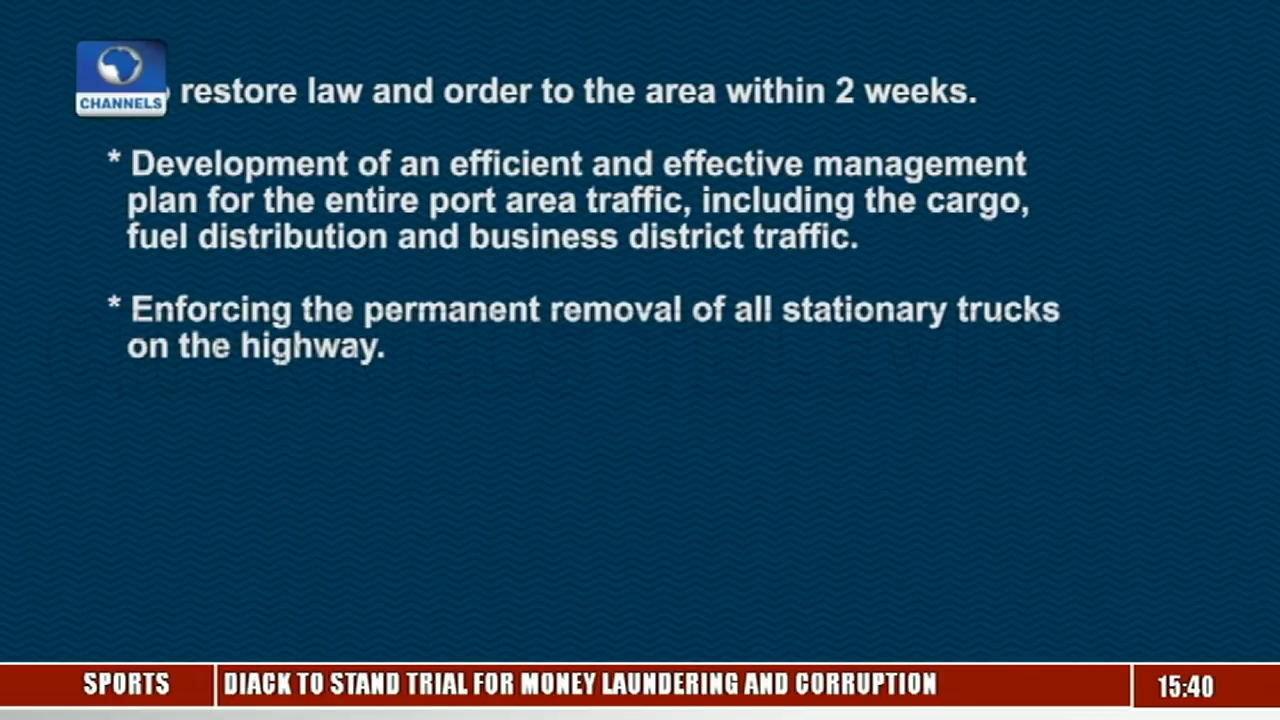 CHANNELS
restore law and order to the area within 2 weeks.
* Development of an efficient and effective management
plan for the entire port area traffic, including the cargo,
fuel distribution and business district traffic.
* Enforcing the permanent removal of all stationary trucks
on the highway.
SPORTS
DIACK TO STAND TRIAL FOR MONEY LAUNDERING AND CORRUPTION
15:40